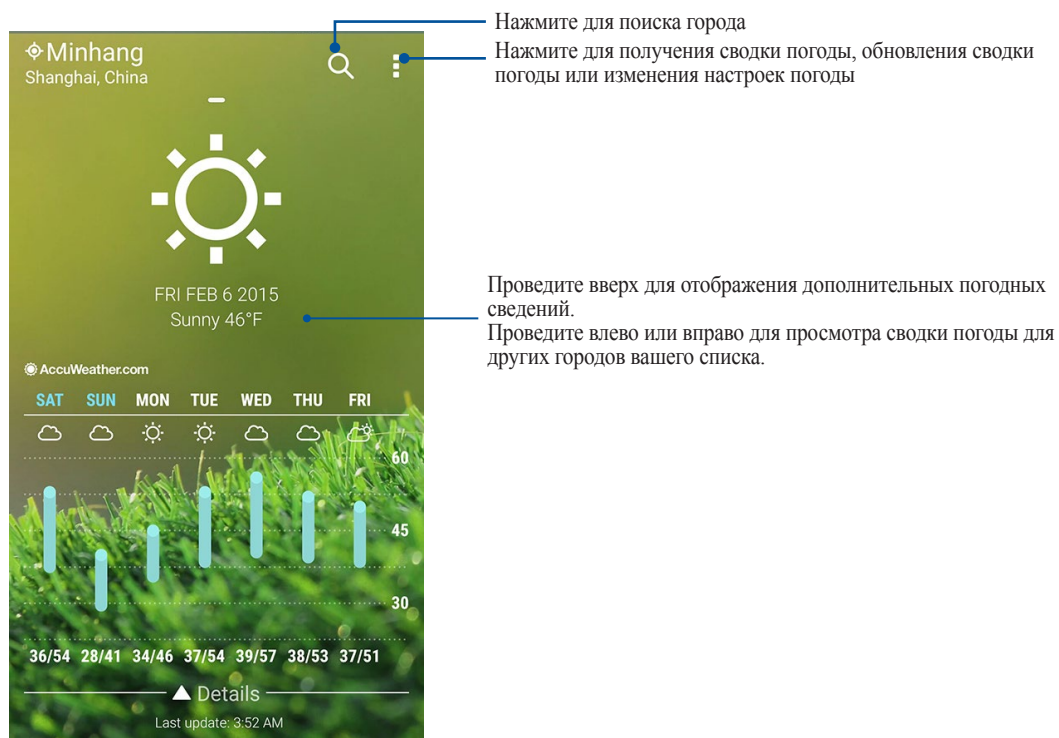 Нажмите для поиска города
Нажмите для получения сводки погоды, обновления сводки
погоды или изменения настроек погоды
Minhang
Shanghai, China
FRI FEB 6 2015
Sunny 46°F
Проведите вверх для отображения дополнительных погодных
сведений.
Проведите влево или вправо для просмотра сводки погоды для
других городов вашего списка.
AccuWeather.com
SAT SUN MON TUE WED THU FRI
60
45
30
36/54 28/41 34/46 37/54 39/57 38/53 37/51
Details
Last update: 3:52 AM